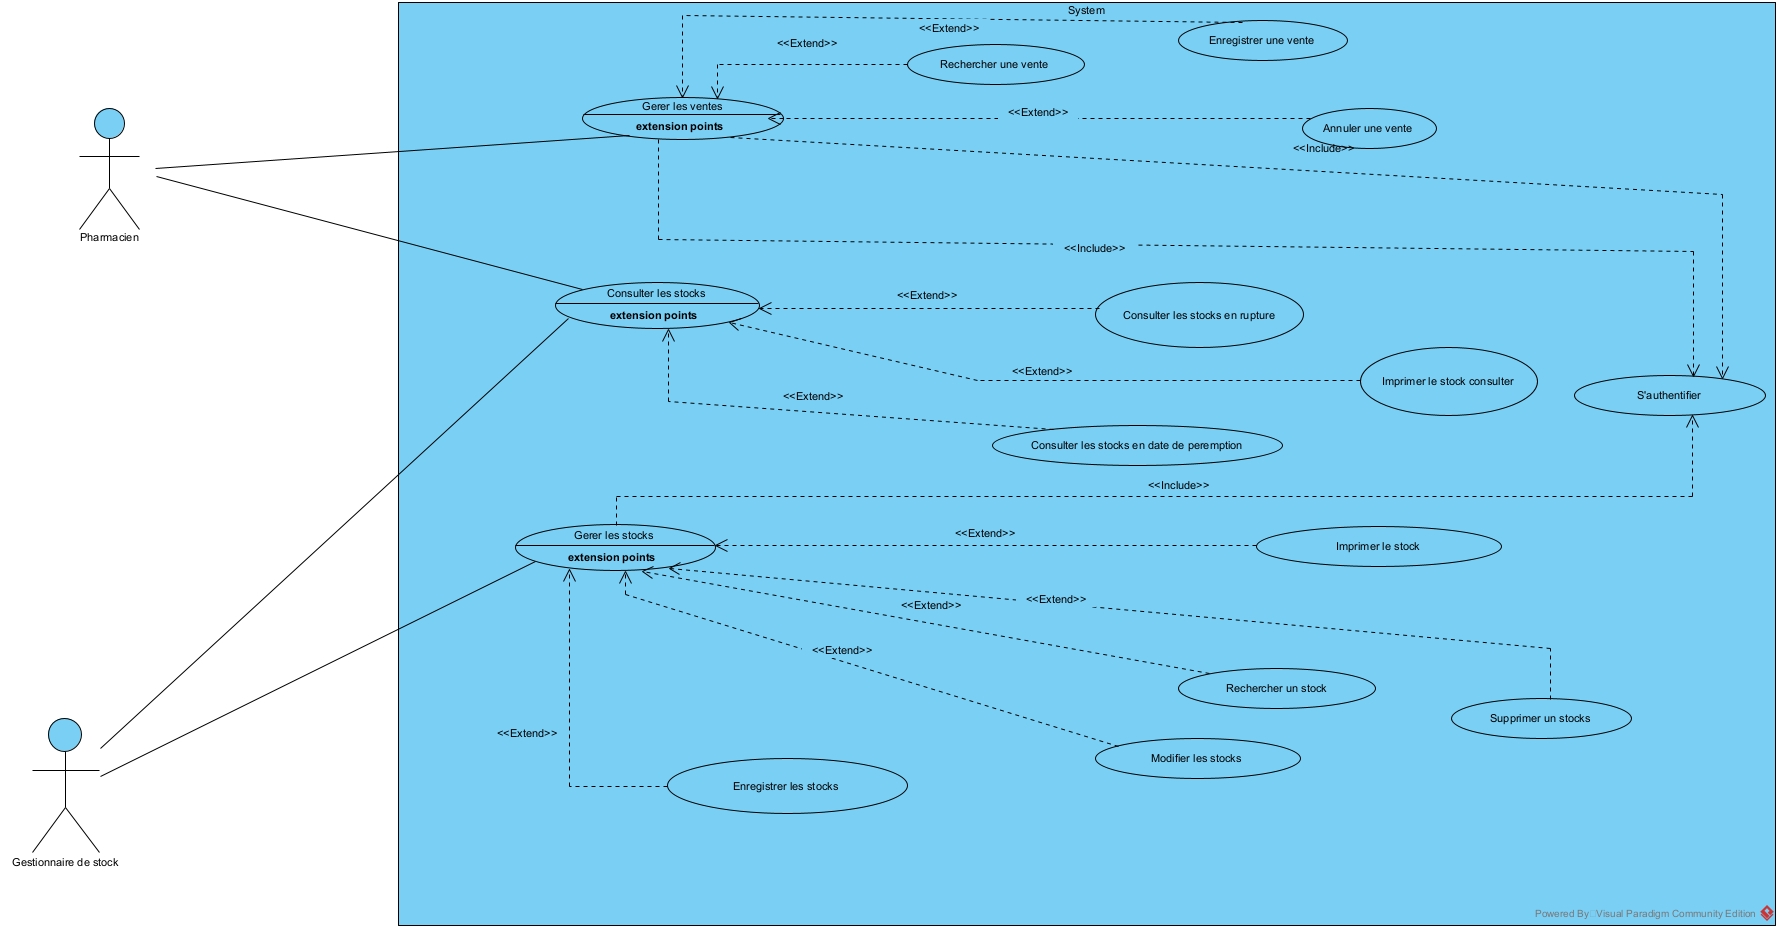 System
<<Extend>>
Enregistrer une vente
<<Extend>>
Rechercher une vente
Gerer les ventes
extension points
<<Extend>>
Annuler une vente
<<Include>>
Pharmacien
<<Include>>
Consulter les stocks
extension points
<<Extend>>
Consulter les stocks en rupture
<<Extend>>
Imprimer le stock consulter
<<Extend>>
S'authentifier
Consulter les stocks en date de peremption
<<Include>>
Gerer les stocks
extension points
<<Extend>>
Imprimer le stock
<<Extend>>
<<Extend>>
<<Extend>>
Rechercher un stock
Supprimer un stocks
<<Extend>>
Modifier les stocks
Enregistrer les stocks
Gestionnaire de stock
Powered By: Visual Paradigm Community Edition